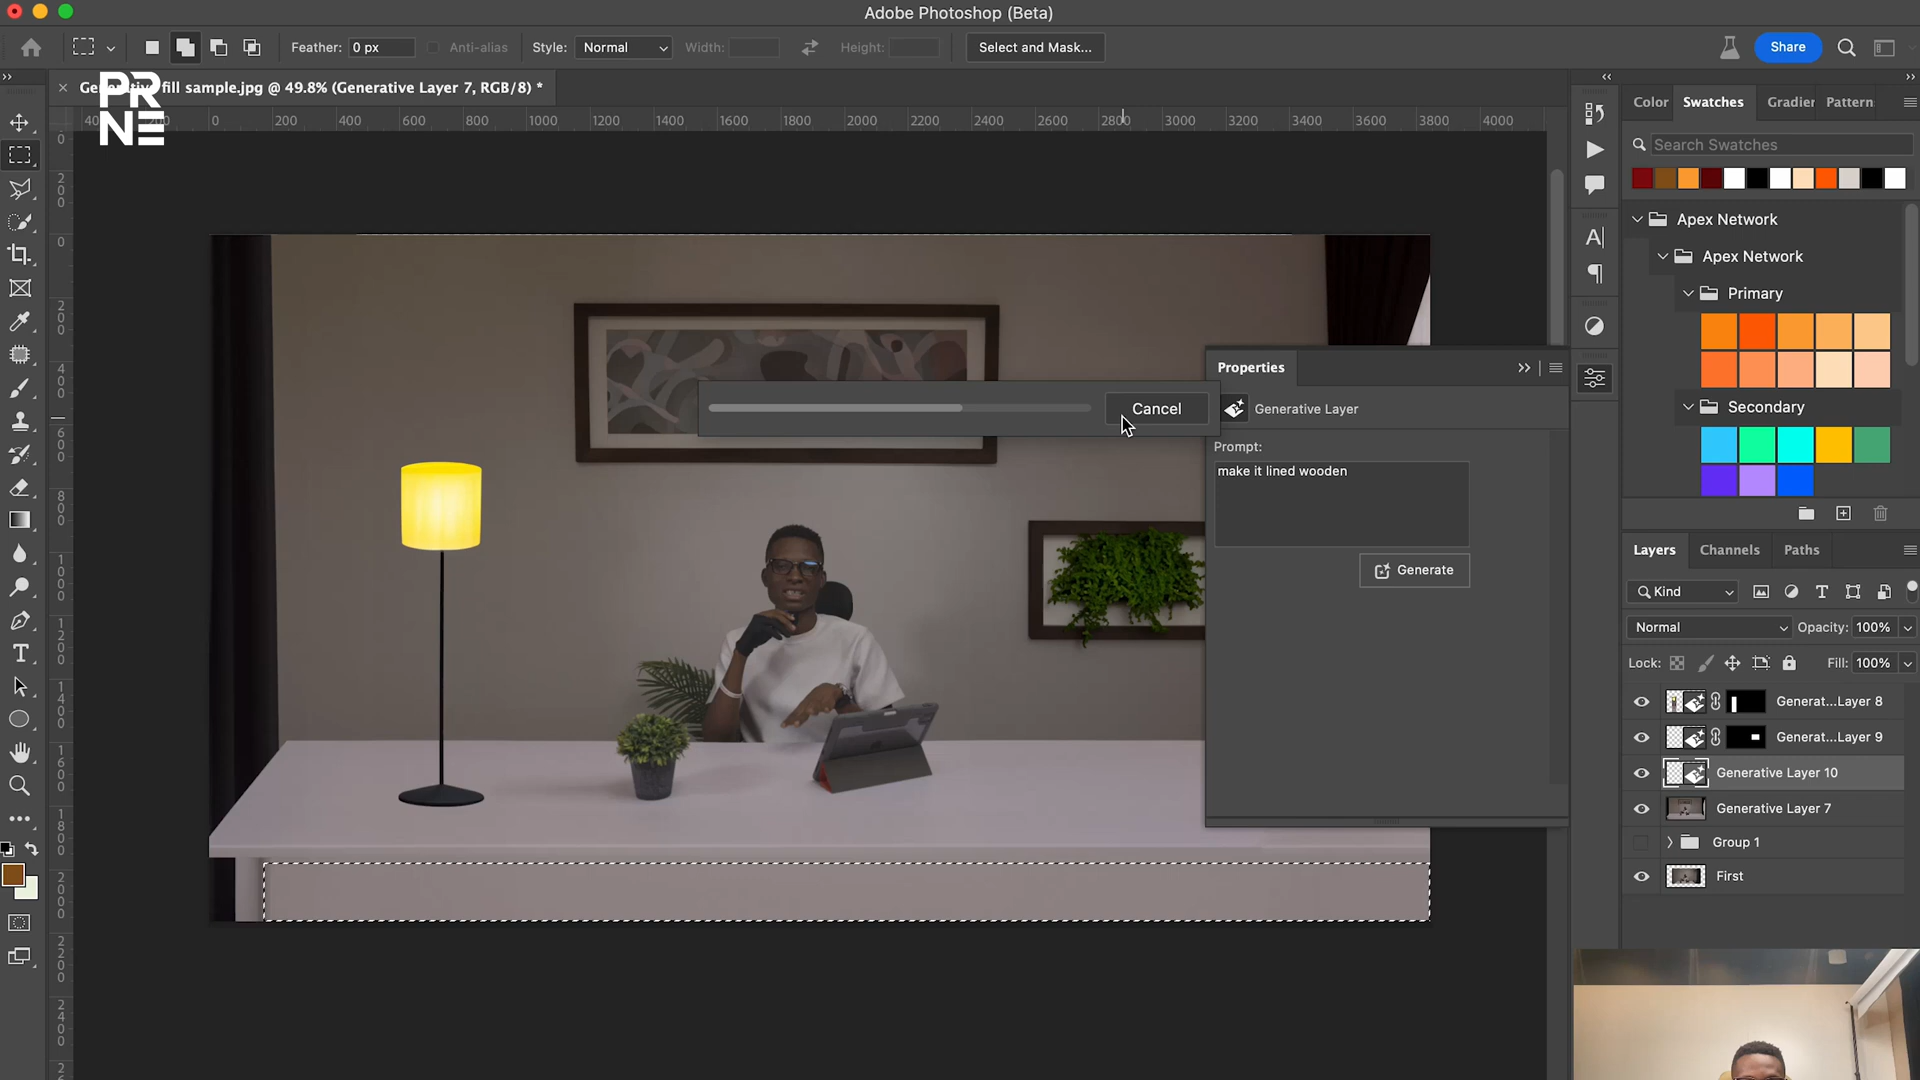 Adobe Photoshop (Beta)
Feather: 0 px Anti-alias Style: Normal Width: Height: Select and Mask... Share
PR
NE
fill sample.jpg @ 49.8% (Generative Layer 7, RGB/8) *
0 200 400 600 800 1000 1200 1400 1600 1800 2000 2200 2400 2600 2800 3000 3200 3400 3600 3800 4000
Color Swatches Gradier Pattern
Search Swatches
Apex Network
Apex Network
Primary
Secondary
Properties
Cancel
Generative Layer
Prompt:
make it lined wooden
Generate
Layers Channels Paths
Kind
Normal Opacity: 100%
Lock: Fill: 100%
Generat...Layer 8
Generat...Layer 9
Generative Layer 10
Generative Layer 7
Group 1
First